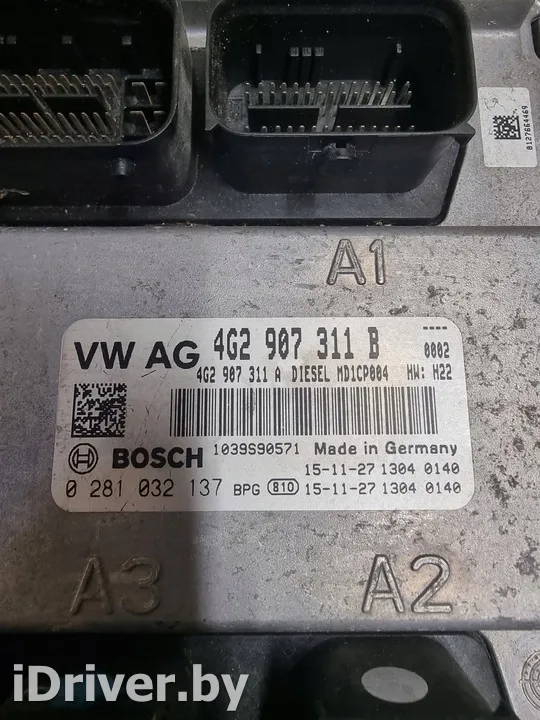 8127664469
A1
VW AG 4G2 907 311 B ----
0002
4G2 907 311 A DIESEL MD1CP004 HW: H22
BOSCH 1039S90571 Made in Germany
15-11-27 1304 0140
0 281 032 137 BPG 810 15-11-27 1304 0140
A3 A2
iDriver.by